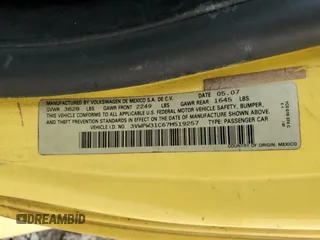 MFD BY VOLKSWAGEN DE MEXICO S.A. DE C.V. DATE 05.07
GVWR 3829 LBS GAWR FRONT 2249 LBS GAWR REAR 1645 LBS
THIS VEHICLE CONFORMS TO ALL APPLICABLE U.S. FEDERAL MOTOR VEHICLE SAFETY, BUMPER,
AND THEFT PREVENTION STANDARDS IN EFFECT ON THE DATE OF MANUFACTURE SHOWN ABOVE.
VEHICLE I.D. NO. 3VWPW31C67M519257 TYPE: PASSENGER CAR
COUNTRY OF ORIGIN: MEXICO
DREAMBID